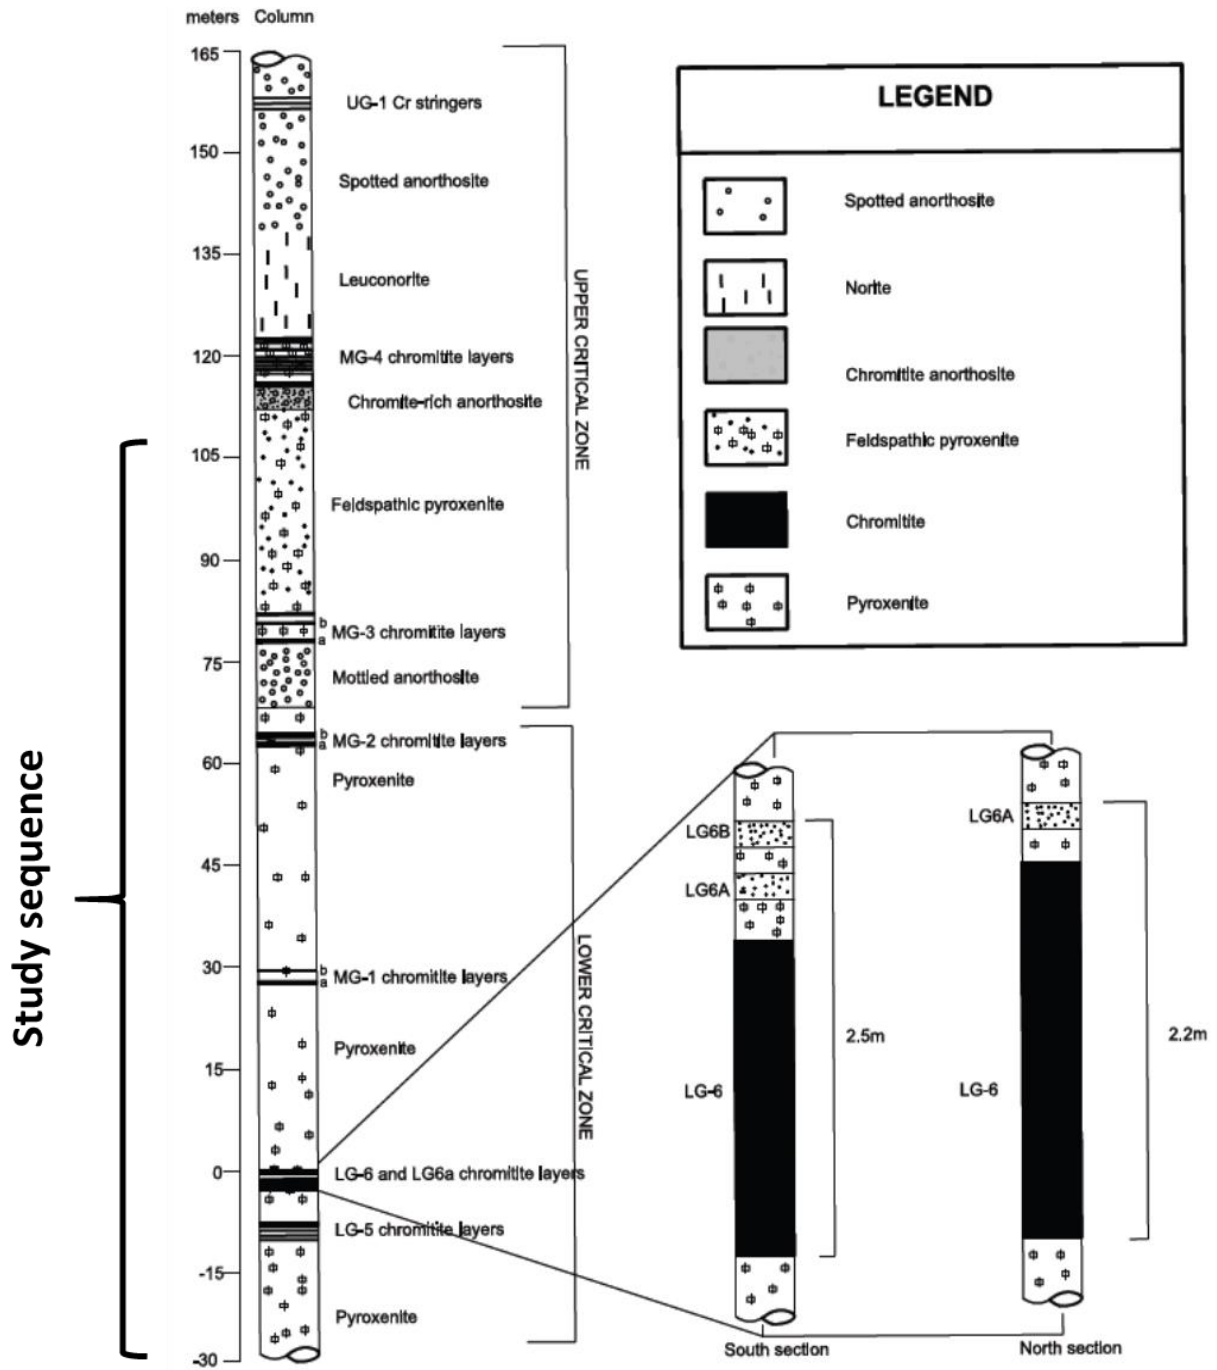 meters Column
165
UG-1 Cr stringers
150
Spotted anorthosite
135
Leuconorite
120
MG-4 chromitite layers
Chromite-rich anorthosite
105
Feldspathic pyroxenite
90
b
MG-3 chromitite layers
a
75
Mottled anorthosite
b
MG-2 chromitite layers
a
60
Pyroxenite
45
30
b
MG-1 chromitite layers
a
15
Pyroxenite
0
LG-6 and LG6a chromitite layers
LG-5 chromitite layers
-15
Pyroxenite
-30
UPPER CRITICAL ZONE
LOWER CRITICAL ZONE
Study sequence
LEGEND
Spotted anorthosite
Norite
Chromitite anorthosite
Feldspathic pyroxenite
Chromitite
Pyroxenite
LG6B
LG6A
LG-6
2.5m
South section
LG6A
LG-6
2.2m
North section